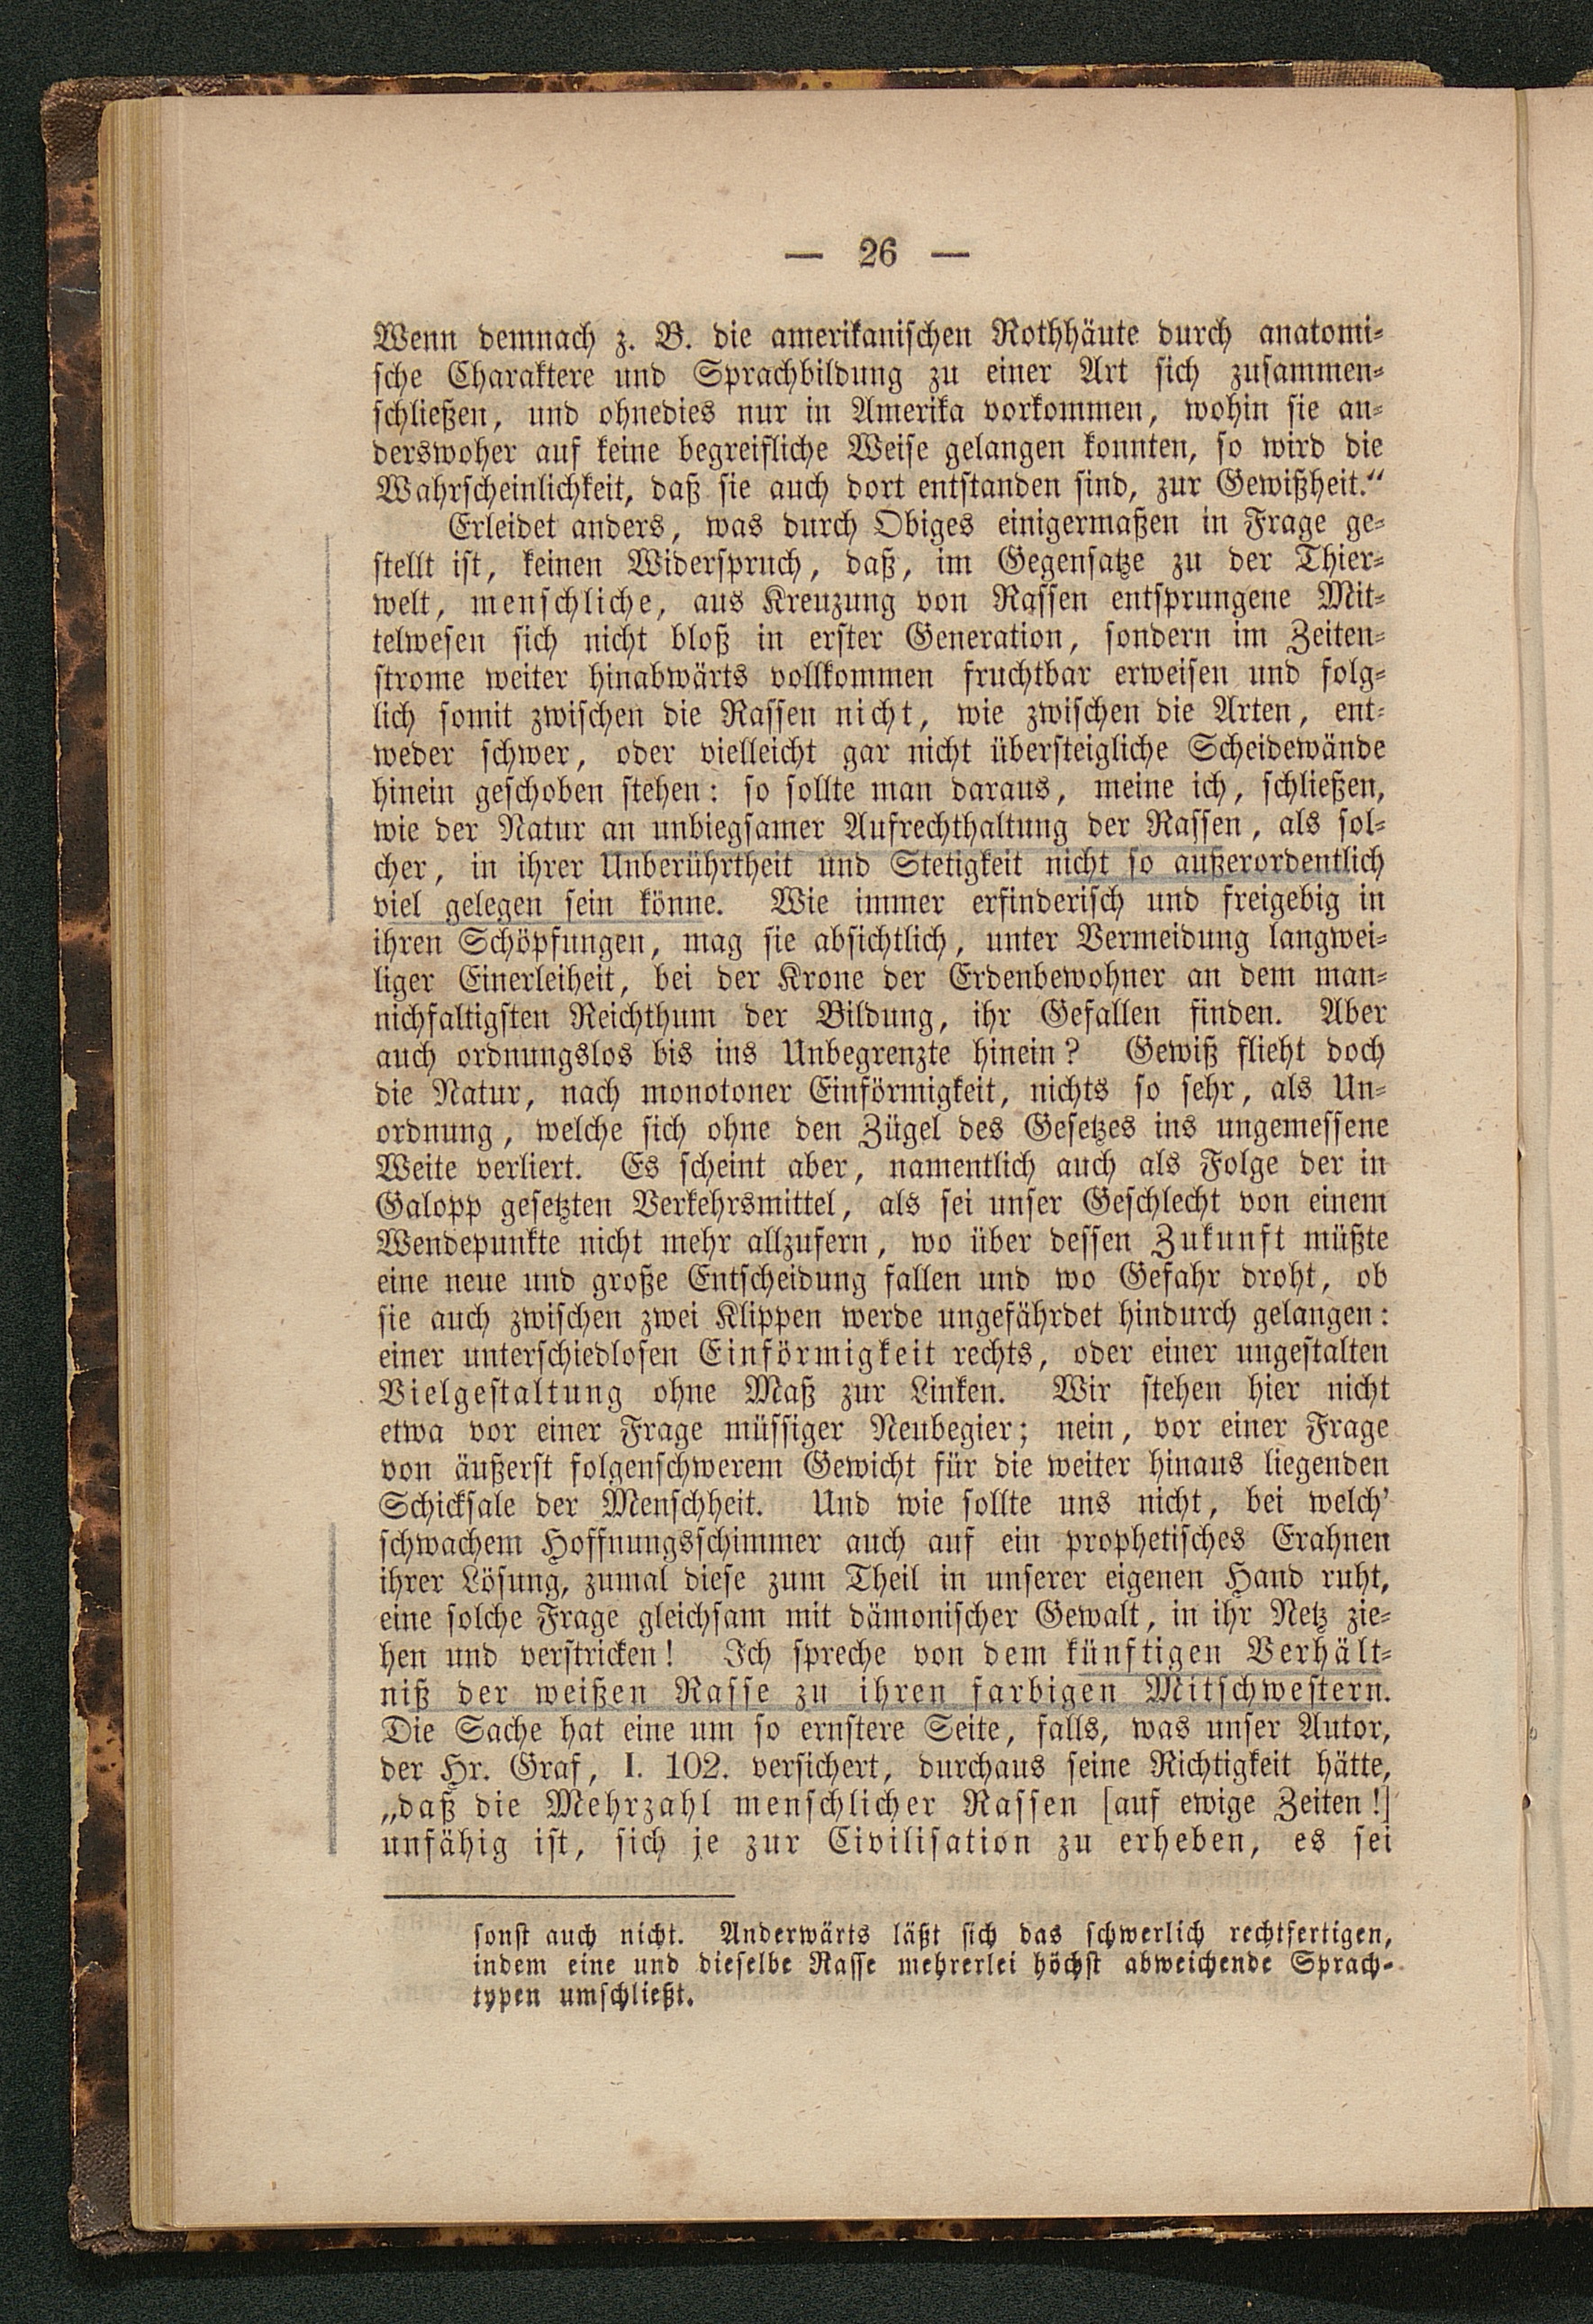 — 26 —
Wenn demnach z. B. die amerikanischen Rothhäute durch anatomi-
sche Charaktere und Sprachbildung zu einer Art sich zusammen-
schließen, und ohnedies nur in Amerika vorkommen, wohin sie an-
derswoher auf keine begreifliche Weise gelangen konnten, so wird die
Wahrscheinlichkeit, daß sie auch dort entstanden sind, zur Gewißheit.“
Erleidet anders, was durch Obiges einigermaßen in Frage ge-
stellt ist, keinen Widerspruch, daß, im Gegensatze zu der Thier-
welt, menschliche, aus Kreuzung von Rassen entsprungene Mit-
telwesen sich nicht bloß in erster Generation, sondern im Zeiten-
strome weiter hinabwärts vollkommen fruchtbar erweisen und folg-
lich somit zwischen die Rassen nicht, wie zwischen die Arten, ent-
weder schwer, oder vielleicht gar nicht übersteigliche Scheidewände
hinein geschoben stehen: so sollte man daraus, meine ich, schließen,
wie der Natur an unbiegsamer Aufrechthaltung der Rassen, als sol-
cher, in ihrer Unberührtheit und Stetigkeit nicht so außerordentlich
viel gelegen sein könne. Wie immer erfinderisch und freigebig in
ihren Schöpfungen, mag sie absichtlich, unter Vermeidung langwei-
liger Einerleiheit, bei der Krone der Erdenbewohner an dem man-
nichfaltigsten Reichthum der Bildung, ihr Gefallen finden. Aber
auch ordnungslos bis ins Unbegrenzte hinein? Gewiß flieht doch
die Natur, nach monotoner Einförmigkeit, nichts so sehr, als Un-
ordnung, welche sich ohne den Zügel des Gesetzes ins ungemessene
Weite verliert. Es scheint aber, namentlich auch als Folge der in
Galopp gesetzten Verkehrsmittel, als sei unser Geschlecht von einem
Wendepunkte nicht mehr allzufern, wo über dessen Zukunft müßte
eine neue und große Entscheidung fallen und wo Gefahr droht, ob
sie auch zwischen zwei Klippen werde ungefährdet hindurch gelangen:
einer unterschiedlosen Einförmigkeit rechts, oder einer ungestalten
Vielgestaltung ohne Maß zur Linken. Wir stehen hier nicht
etwa vor einer Frage müssiger Neubegier; nein, vor einer Frage
von äußerst folgenschwerem Gewicht für die weiter hinaus liegenden
Schicksale der Menschheit. Und wie sollte uns nicht, bei welch’
schwachem Hoffnungsschimmer auch auf ein prophetisches Erahnen
ihrer Lösung, zumal diese zum Theil in unserer eigenen Hand ruht,
eine solche Frage gleichsam mit dämonischer Gewalt, in ihr Netz zie-
hen und verstricken! Ich spreche von dem künftigen Verhält-
niß der weißen Rasse zu ihren farbigen Mitschwestern.
Die Sache hat eine um so ernstere Seite, falls, was unser Autor,
der Hr. Graf, I. 102. versichert, durchaus seine Richtigkeit hätte,
„daß die Mehrzahl menschlicher Rassen [auf ewige Zeiten!]
unfähig ist, sich je zur Civilisation zu erheben, es sei
sonst auch nicht. Anderwärts läßt sich das schwerlich rechtfertigen,
indem eine und dieselbe Rasse mehrerlei höchst abweichende Sprach-
typen umschließt.